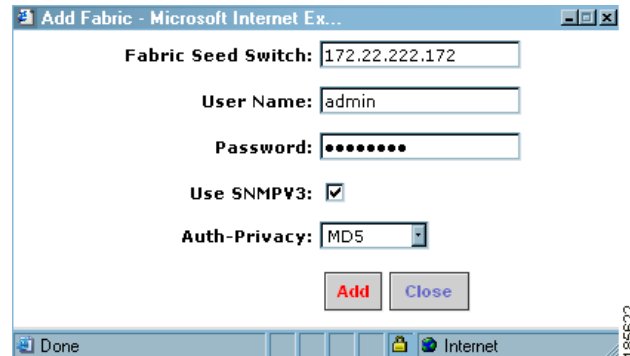 Add Fabric - Microsoft Internet Ex...
Fabric Seed Switch: 172.22.222.172
User Name: admin
Password: ●●●●●●●●
Use SNMPV3:
Auth-Privacy: MD5
Add Close
Done Internet